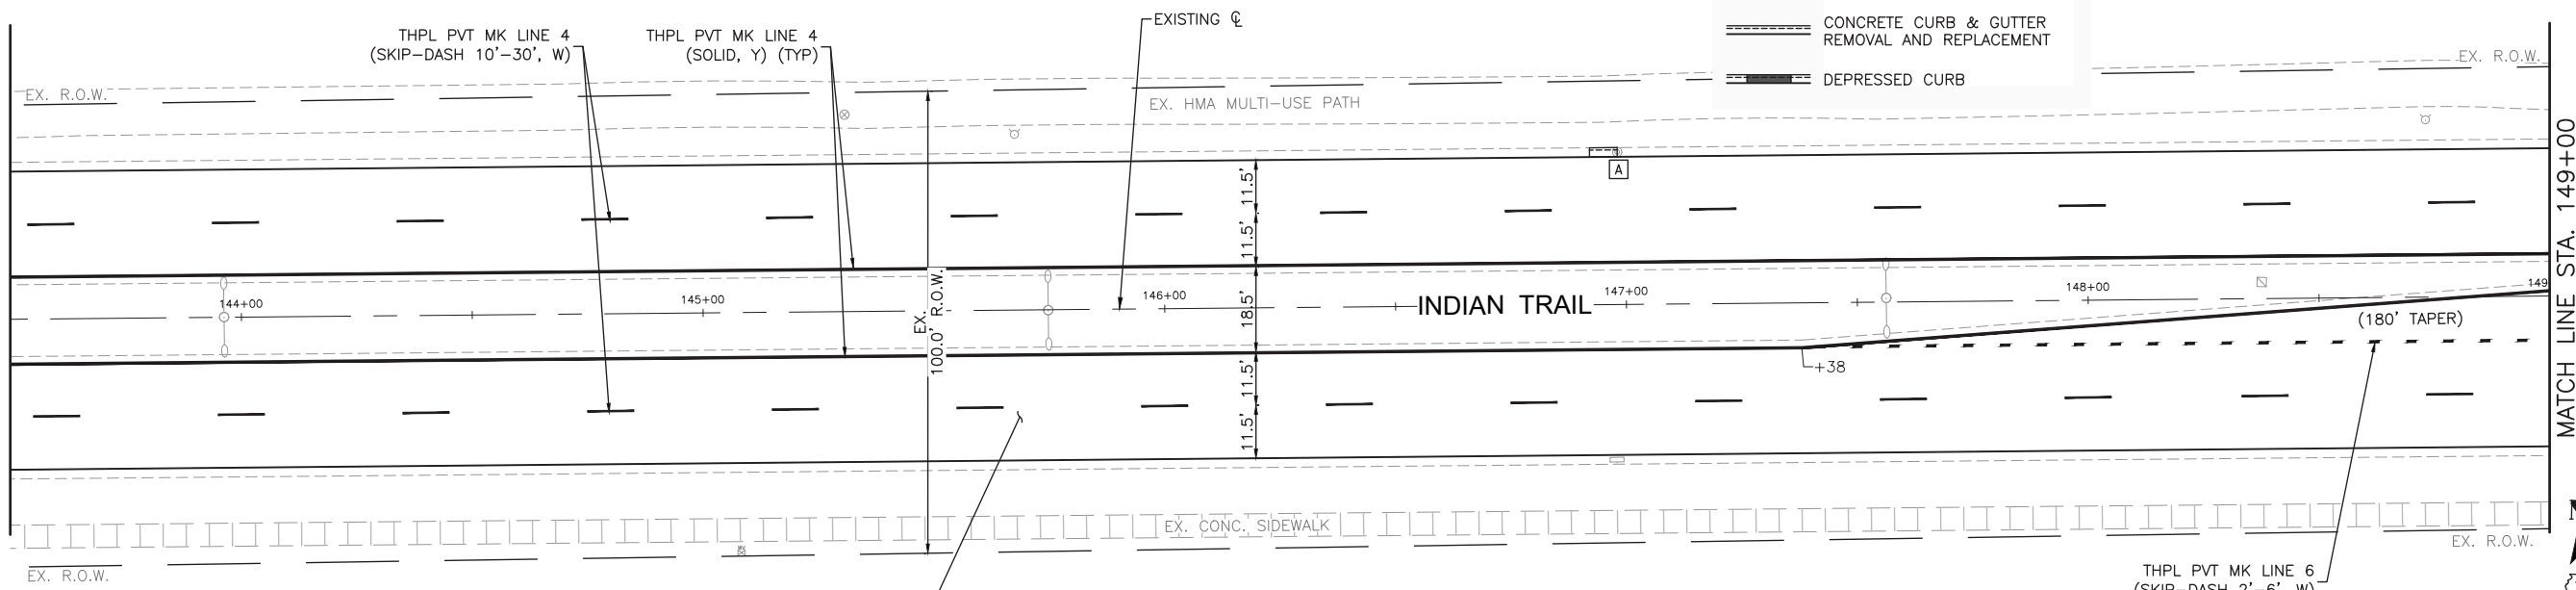 THPL PVT MK LINE 4
(SKIP-DASH 10'-30', W)
THPL PVT MK LINE 4
(SOLID, Y) (TYP)
EXISTING ℄
CONCRETE CURB & GUTTER
REMOVAL AND REPLACEMENT
DEPRESSED CURB
EX. R.O.W.
EX. R.O.W.
EX. HMA MULTI-USE PATH
A
11.5'
11.5'
18.5'
11.5'
11.5'
EX.
100.0' R.O.W.
144+00
145+00
146+00
INDIAN TRAIL
147+00
148+00
149
(180' TAPER)
+38
MATCH LINE STA. 149+00
EX. CONC. SIDEWALK
EX. R.O.W.
EX. R.O.W.
THPL PVT MK LINE 6
(SKIP-DASH 2'-6', W)